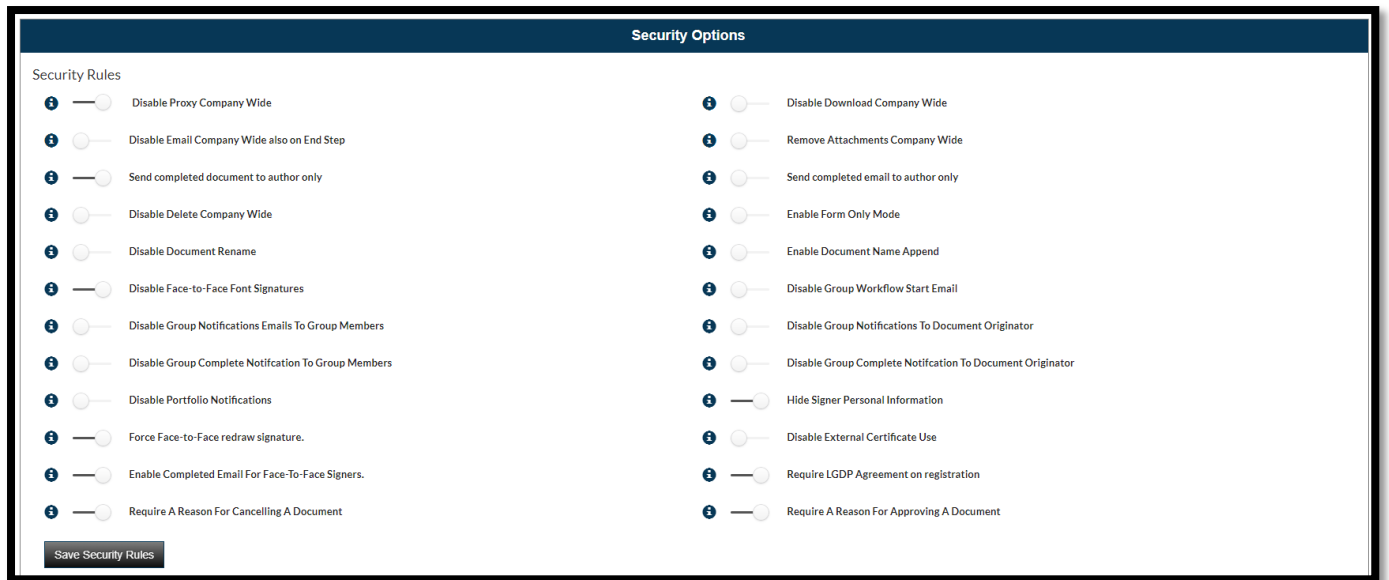 Security Options
Security Rules
Disable Proxy Company Wide
Disable Download Company Wide
Disable Email Company Wide also on End Step
Remove Attachments Company Wide
Send completed document to author only
Send completed email to author only
Disable Delete Company Wide
Enable Form Only Mode
Disable Document Rename
Enable Document Name Append
Disable Face-to-Face Font Signatures
Disable Group Workflow Start Email
Disable Group Notifications Emails To Group Members
Disable Group Notifications To Document Originator
Disable Group Complete Notifcation To Group Members
Disable Group Complete Notifcation To Document Originator
Disable Portfolio Notifications
Hide Signer Personal Information
Force Face-to-Face redraw signature.
Disable External Certificate Use
Enable Completed Email For Face-To-Face Signers.
Require LGDP Agreement on registration
Require A Reason For Cancelling A Document
Require A Reason For Approving A Document
Save Security Rules